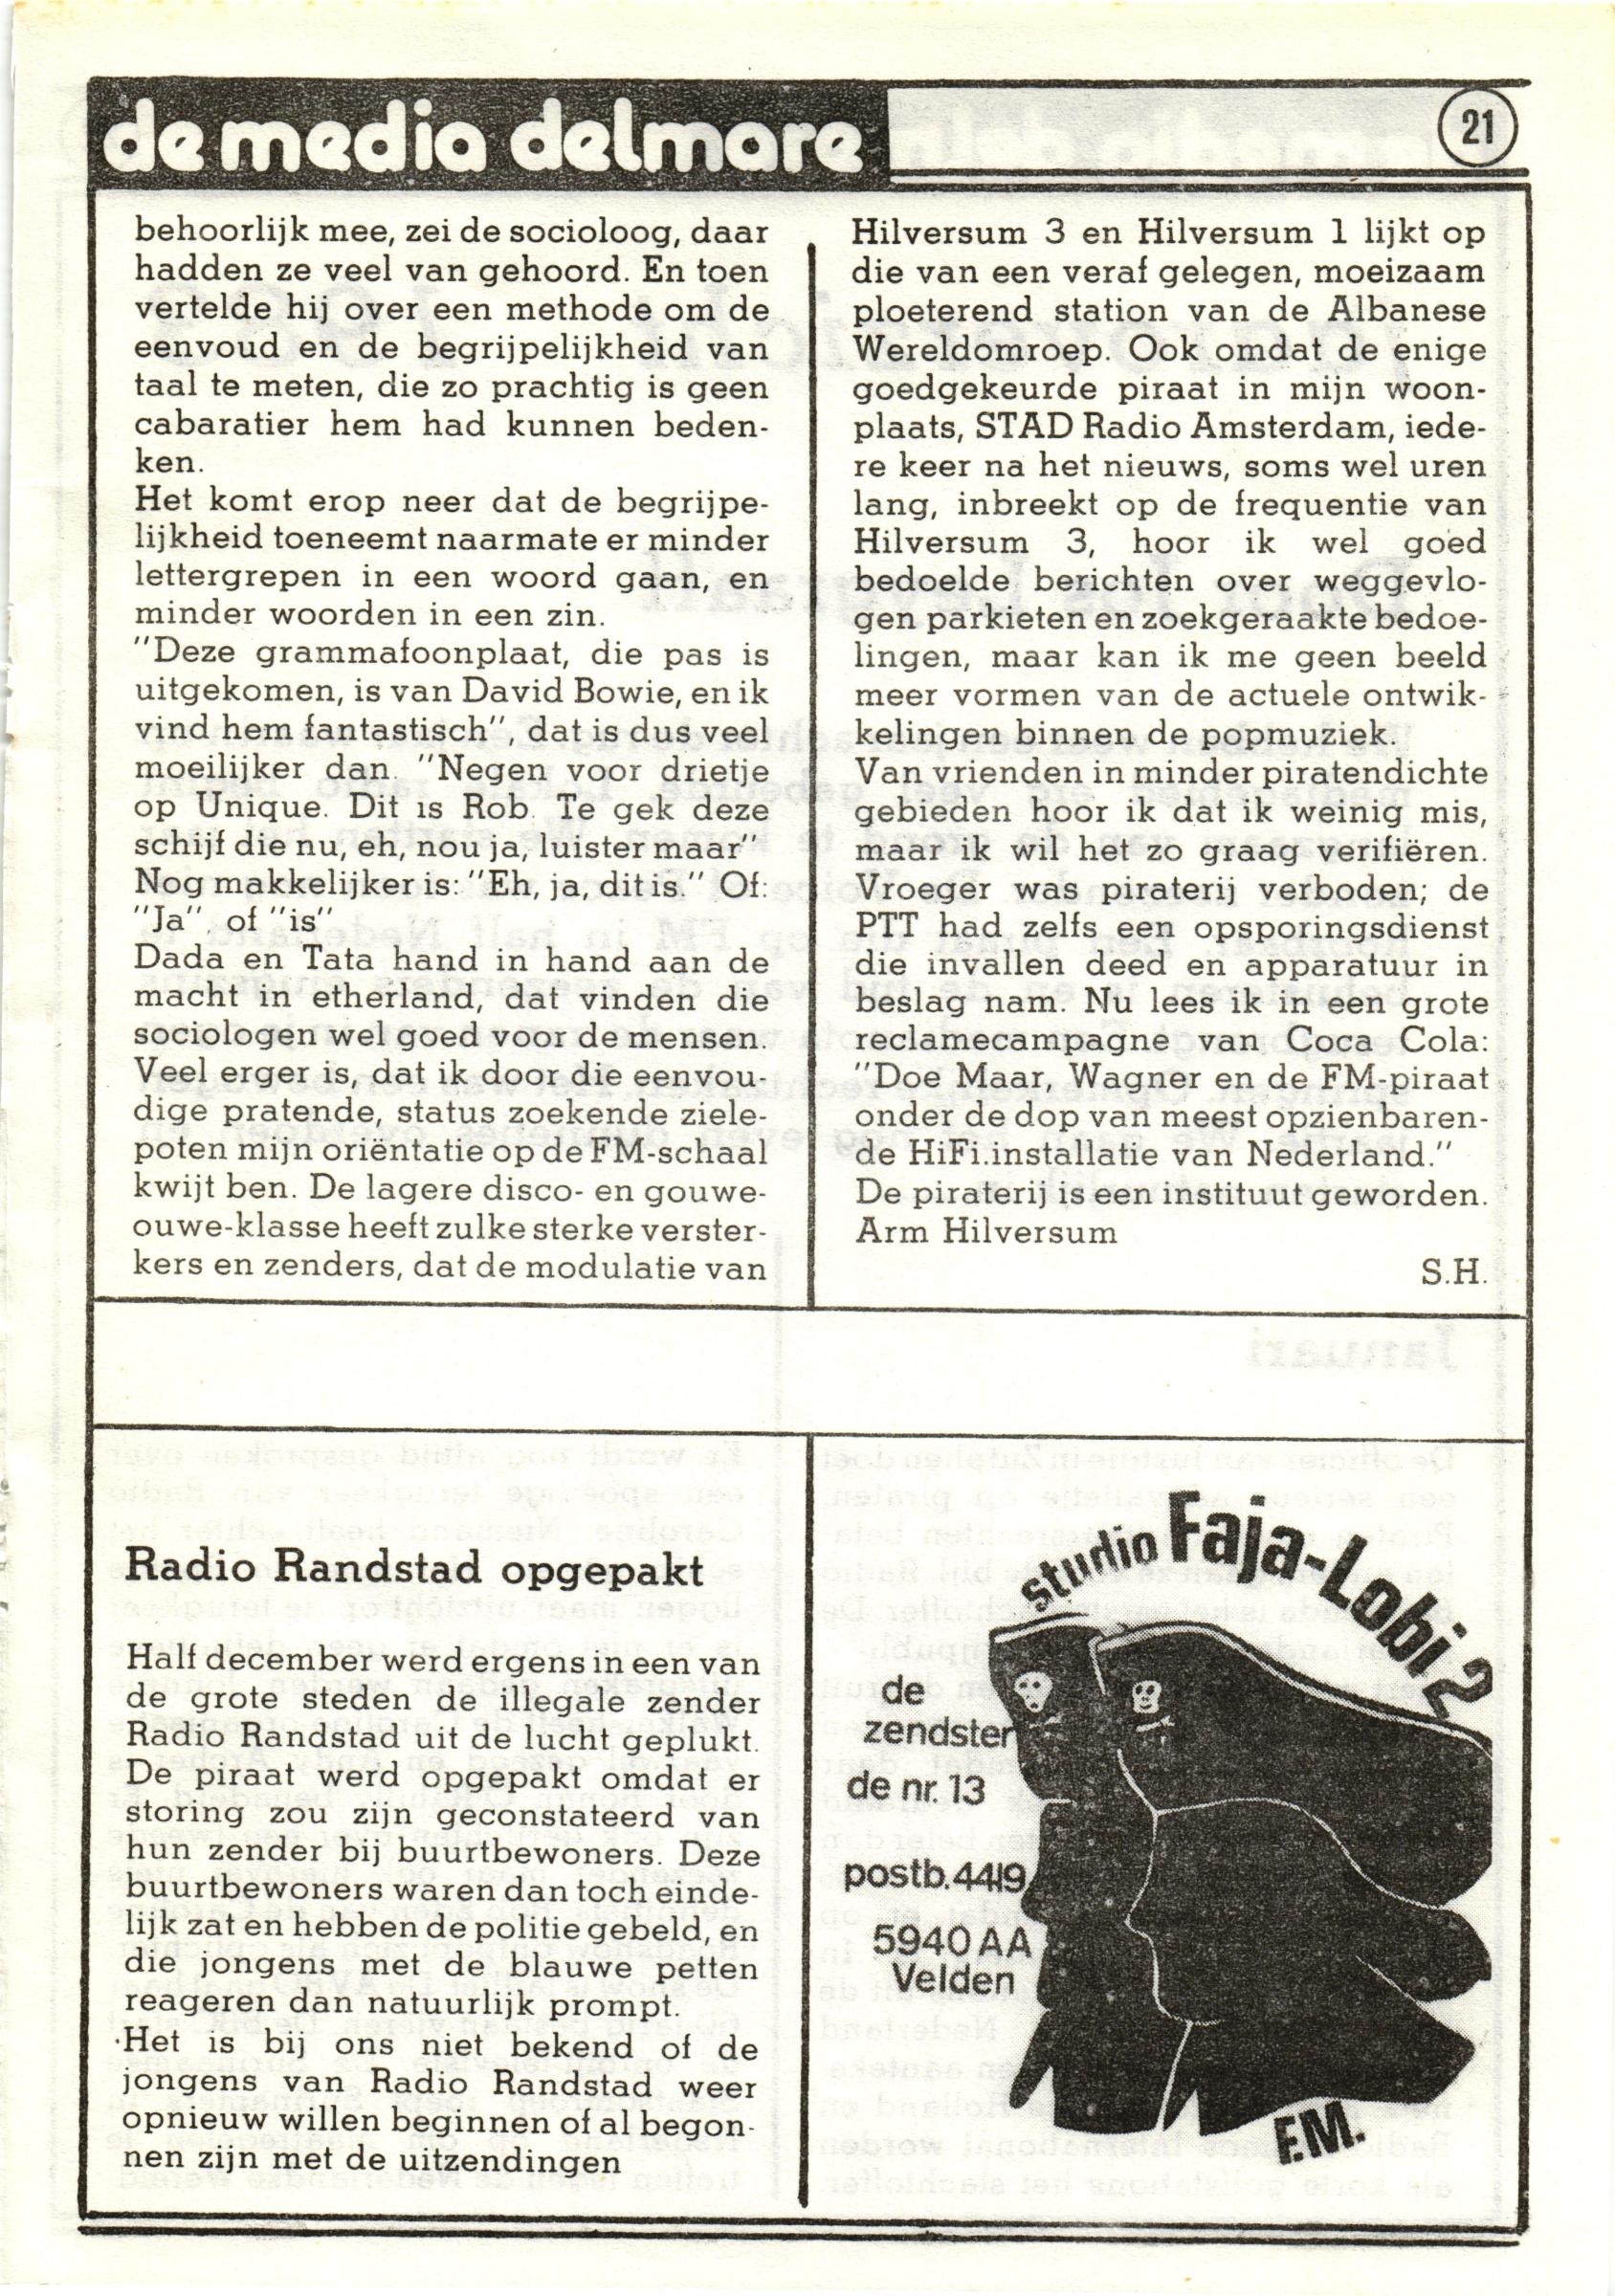 de media delmare
21
behoorlijk mee, zei de socioloog, daar
hadden ze veel van gehoord. En toen
vertelde hij over een methode om de
eenvoud en de begrijpelijkheid van
taal te meten, die zo prachtig is geen
cabaratier hem had kunnen beden-
ken.
Het komt erop neer dat de begrijpe-
lijkheid toeneemt naarmate er minder
lettergrepen in een woord gaan, en
minder woorden in een zin.
"Deze grammafoonplaat, die pas is
uitgekomen, is van David Bowie, en ik
vind hem fantastisch", dat is dus veel
moeilijker dan. "Negen voor drietje
op Unique. Dit is Rob. Te gek deze
schijf die nu, eh, nou ja, luister maar"
Nog makkelijker is: "Eh, ja, dit is." Of:
"Ja". of "is"
Dada en Tata hand in hand aan de
macht in etherland, dat vinden die
sociologen wel goed voor de mensen.
Veel erger is, dat ik door die eenvou-
dige pratende, status zoekende ziele-
poten mijn oriëntatie op de FM-schaal
kwijt ben. De lagere disco- en gouwe-
ouwe-klasse heeft zulke sterke verster-
kers en zenders, dat de modulatie van
Hilversum 3 en Hilversum 1 lijkt op
die van een veraf gelegen, moeizaam
ploeterend station van de Albanese
Wereldomroep. Ook omdat de enige
goedgekeurde piraat in mijn woon-
plaats, STAD Radio Amsterdam, iede-
re keer na het nieuws, soms wel uren
lang, inbreekt op de frequentie van
Hilversum 3, hoor ik wel goed
bedoelde berichten over weggevlo-
gen parkieten en zoekgeraakte bedoe-
lingen, maar kan ik me geen beeld
meer vormen van de actuele ontwik-
kelingen binnen de popmuziek.
Van vrienden in minder piratendichte
gebieden hoor ik dat ik weinig mis,
maar ik wil het zo graag verifiëren.
Vroeger was piraterij verboden; de
PTT had zelfs een opsporingsdienst
die invallen deed en apparatuur in
beslag nam. Nu lees ik in een grote
reclamecampagne van Coca Cola:
"Doe Maar, Wagner en de FM-piraat
onder de dop van meest opzienbaren-
de HiFi.installatie van Nederland."
De piraterij is een instituut geworden.
Arm Hilversum
S.H.
Radio Randstad opgepakt
Half december werd ergens in een van
de grote steden de illegale zender
Radio Randstad uit de lucht geplukt.
De piraat werd opgepakt omdat er
storing zou zijn geconstateerd van
hun zender bij buurtbewoners. Deze
buurtbewoners waren dan toch einde-
lijk zat en hebben de politie gebeld, en
die jongens met de blauwe petten
reageren dan natuurlijk prompt.
Het is bij ons niet bekend of de
jongens van Radio Randstad weer
opnieuw willen beginnen of al begon-
nen zijn met de uitzendingen
studio Faja-Lobi 2
de
zendster
de nr. 13
postb. 4419
5940 AA
Velden
F.M.